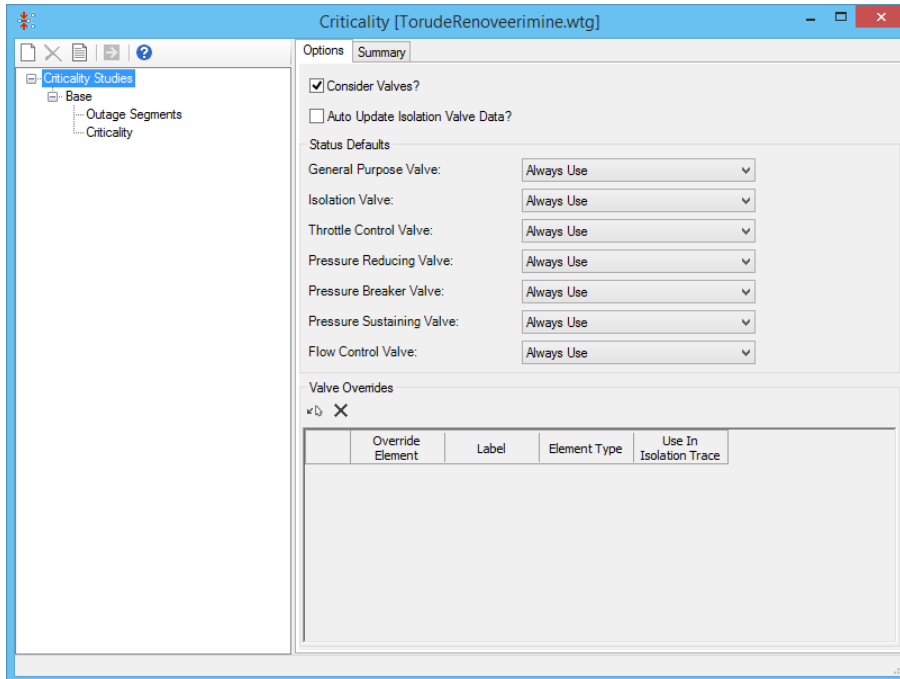 Criticality [TorudeRenoveerimine.wtg]
Options Summary
Criticality Studies
Base
Outage Segments
Criticality
Consider Valves?
Auto Update Isolation Valve Data?
Status Defaults
General Purpose Valve: Always Use
Isolation Valve: Always Use
Throttle Control Valve: Always Use
Pressure Reducing Valve: Always Use
Pressure Breaker Valve: Always Use
Pressure Sustaining Valve: Always Use
Flow Control Valve: Always Use
Valve Overrides
Override Element Label Element Type Use In Isolation Trace